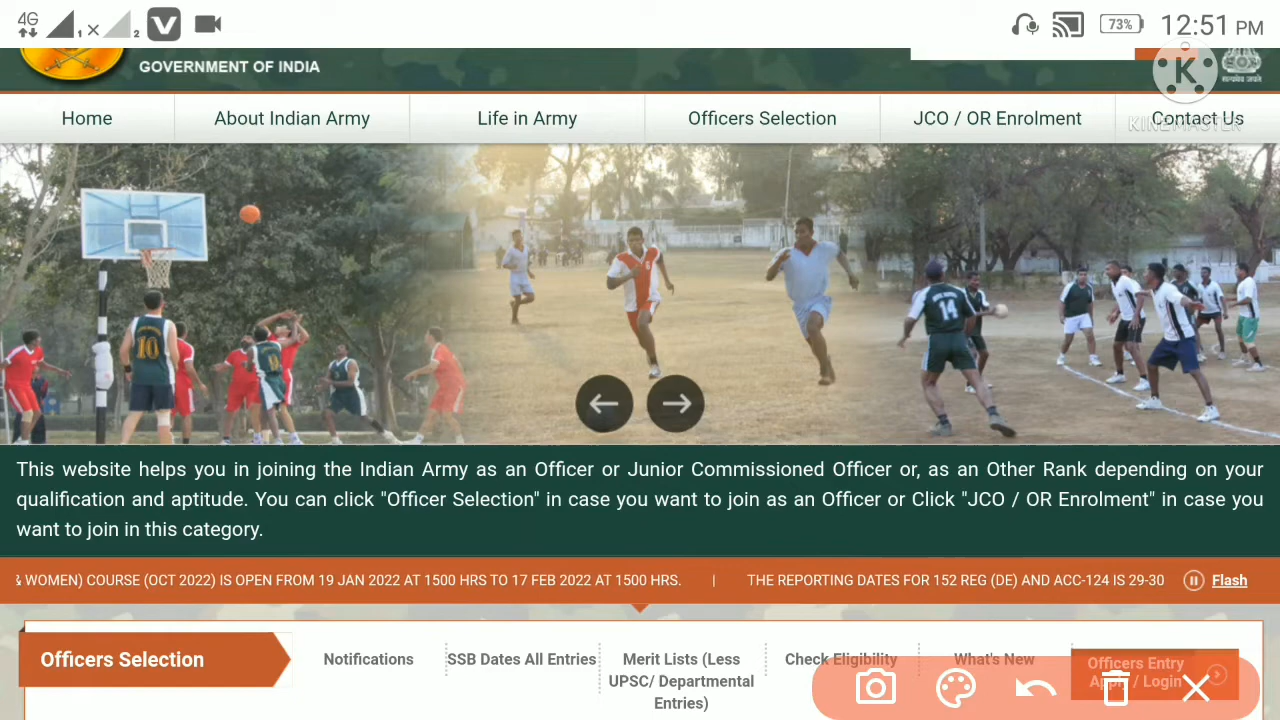 4G
1
2
V
73%
12:51 PM
GOVERNMENT OF INDIA
K
KINEMASTER
Home
About Indian Army
Life in Army
Officers Selection
JCO / OR Enrolment
Contact Us
10
14
This website helps you in joining the Indian Army as an Officer or Junior Commissioned Officer or, as an Other Rank depending on your
qualification and aptitude. You can click "Officer Selection" in case you want to join as an Officer or Click "JCO / OR Enrolment" in case you
want to join in this category.
& WOMEN) COURSE (OCT 2022) IS OPEN FROM 19 JAN 2022 AT 1500 HRS TO 17 FEB 2022 AT 1500 HRS. | THE REPORTING DATES FOR 152 REG (DE) AND ACC-124 IS 29-30
Flash
Officers Selection
Notifications
SSB Dates All Entries
Merit Lists (Less
UPSC/ Departmental
Entries)
Check Eligibility
What's New
Officers Entry
Apply / Login